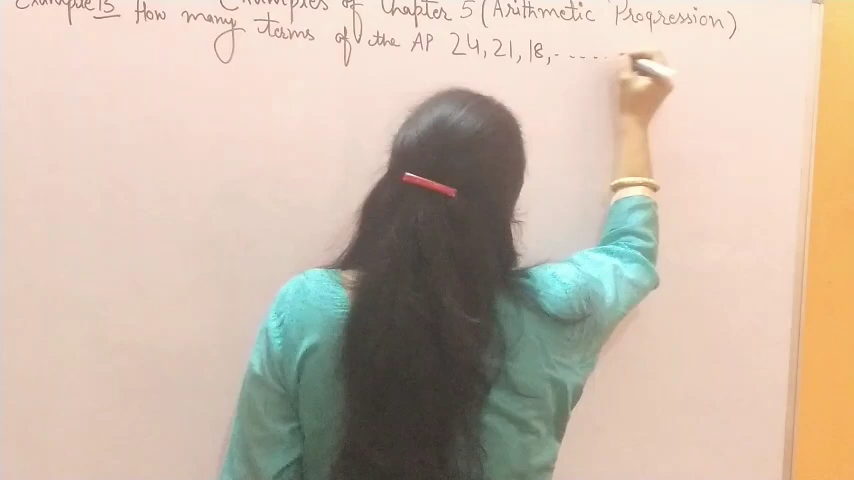 Examples of Chapter 5 (Arithmetic Progression)
Example 13 How many terms of the AP 24, 21, 18, ......